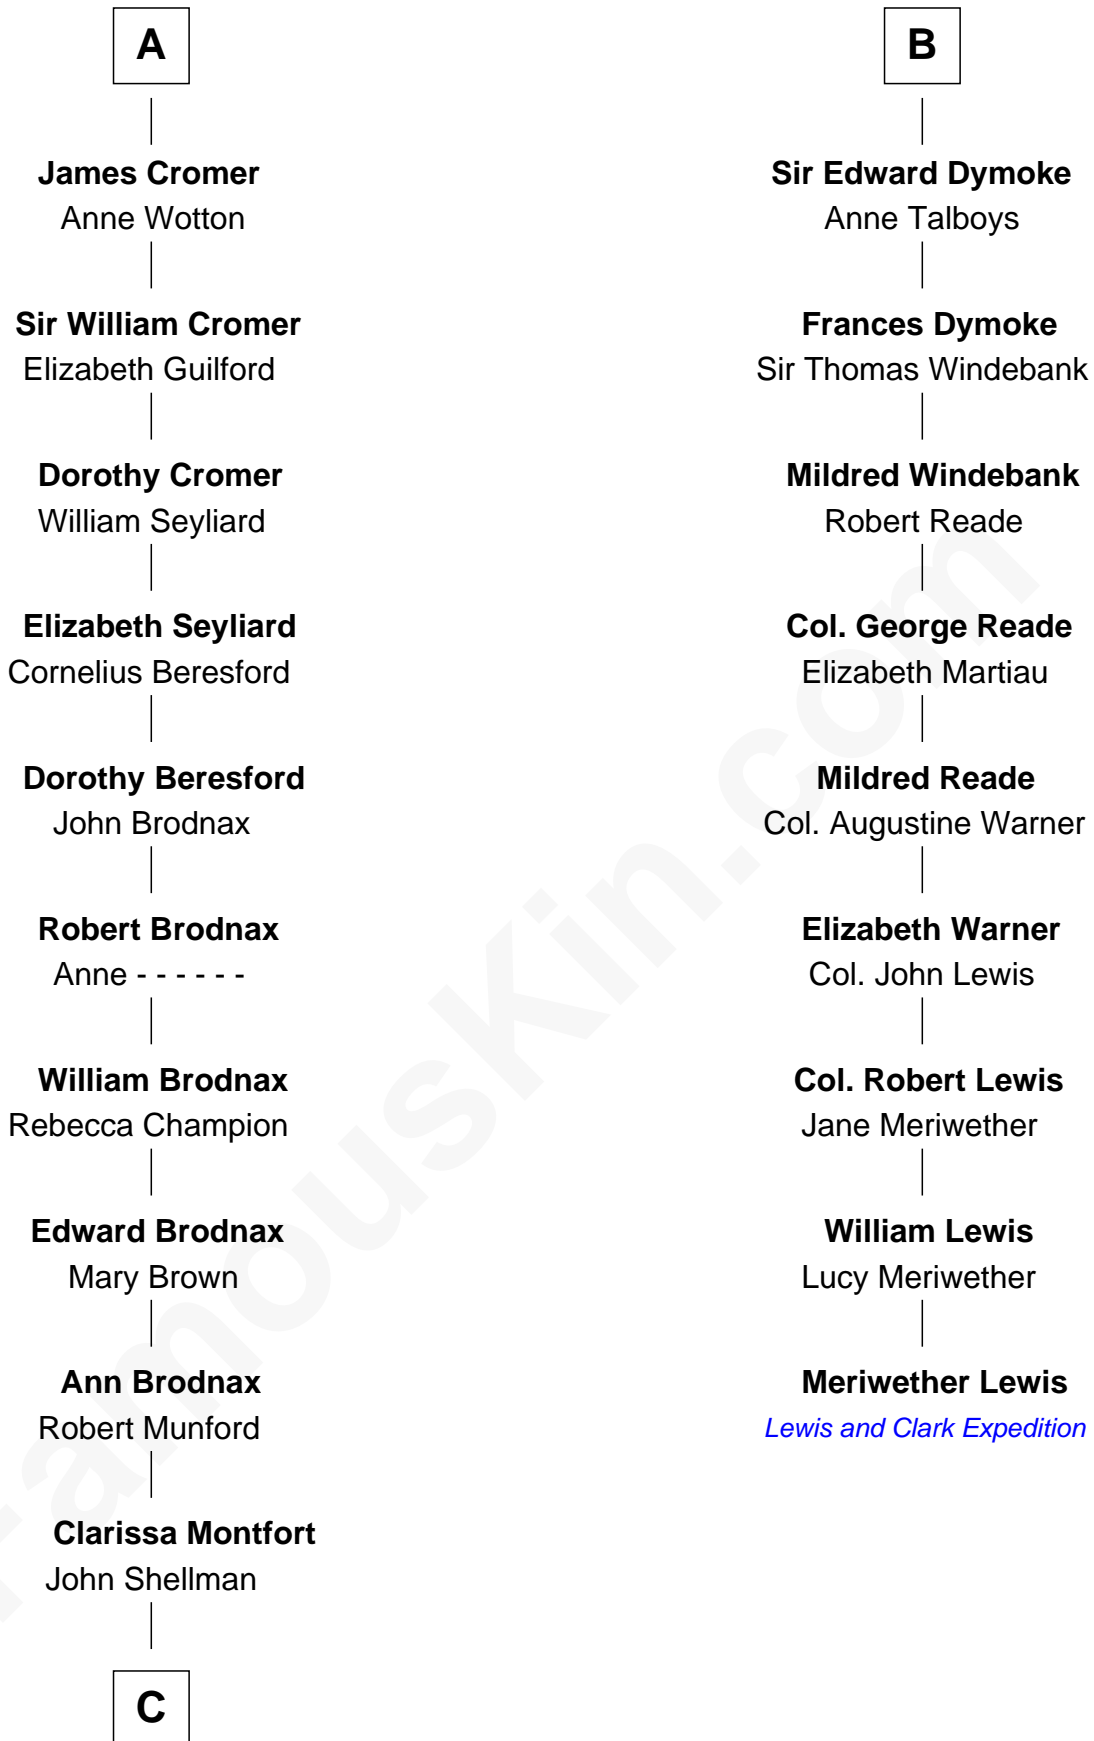 A
James Cromer
Anne Wotton
Sir William Cromer
Elizabeth Guilford
Dorothy Cromer
William Seyliard
Elizabeth Seyliard
Cornelius Beresford
Dorothy Beresford
John Brodnax
Robert Brodnax
Anne - - - - - -
William Brodnax
Rebecca Champion
Edward Brodnax
Mary Brown
Ann Brodnax
Robert Munford
Clarissa Montfort
John Shellman
C
B
Sir Edward Dymoke
Anne Talboys
Frances Dymoke
Sir Thomas Windebank
Mildred Windebank
Robert Reade
Col. George Reade
Elizabeth Martiau
Mildred Reade
Col. Augustine Warner
Elizabeth Warner
Col. John Lewis
Col. Robert Lewis
Jane Meriwether
William Lewis
Lucy Meriwether
Meriwether Lewis
Lewis and Clark Expedition
FamousKin.com